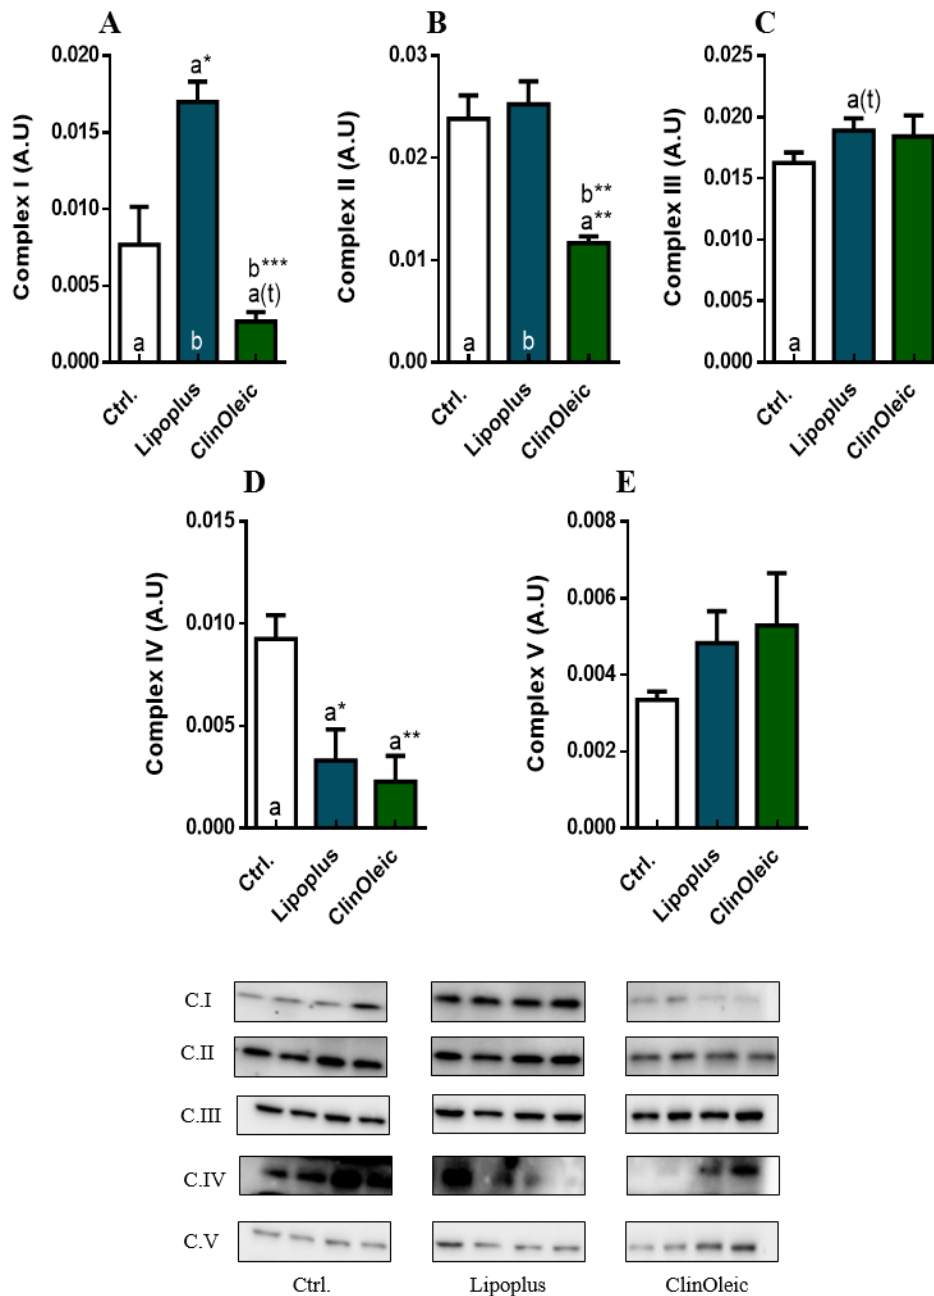 A
Complex I (A.U)
0.020
0.015
0.010
0.005
0.000
a*
b***
a(t)
a
b
Ctrl.
Lipoplus
ClinOleic
B
Complex II (A.U)
0.03
0.02
0.01
0.00
b**
a**
a
b
Ctrl.
Lipoplus
ClinOleic
C
Complex III (A.U)
0.025
0.020
0.015
0.010
0.005
0.000
a(t)
a
Ctrl.
Lipoplus
ClinOleic
D
Complex IV (A.U)
0.015
0.010
0.005
0.000
a*
a**
a
Ctrl.
Lipoplus
ClinOleic
E
Complex V (A.U)
0.008
0.006
0.004
0.002
0.000
Ctrl.
Lipoplus
ClinOleic
C.I
C.II
C.III
C.IV
C.V
Ctrl. Lipoplus ClinOleic